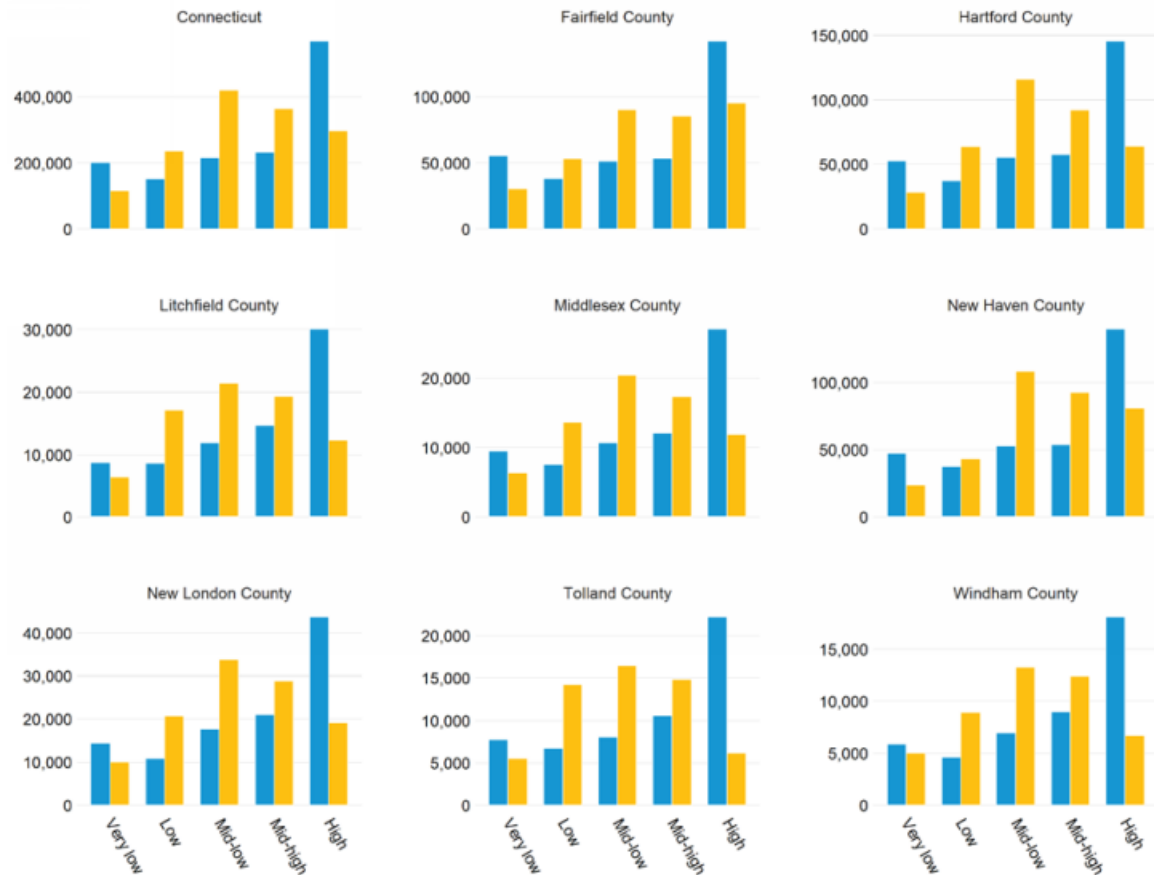 Connecticut
Fairfield County
Hartford County
400,000
200,000
0
100,000
50,000
0
150,000
100,000
50,000
0
Litchfield County
Middlesex County
New Haven County
30,000
20,000
10,000
0
20,000
10,000
0
100,000
50,000
0
New London County
Tolland County
Windham County
40,000
30,000
20,000
10,000
0
20,000
15,000
10,000
5,000
0
15,000
10,000
5,000
0
Very low
Low
Mid-low
Mid-high
High
Very low
Low
Mid-low
Mid-high
High
Very low
Low
Mid-low
Mid-high
High